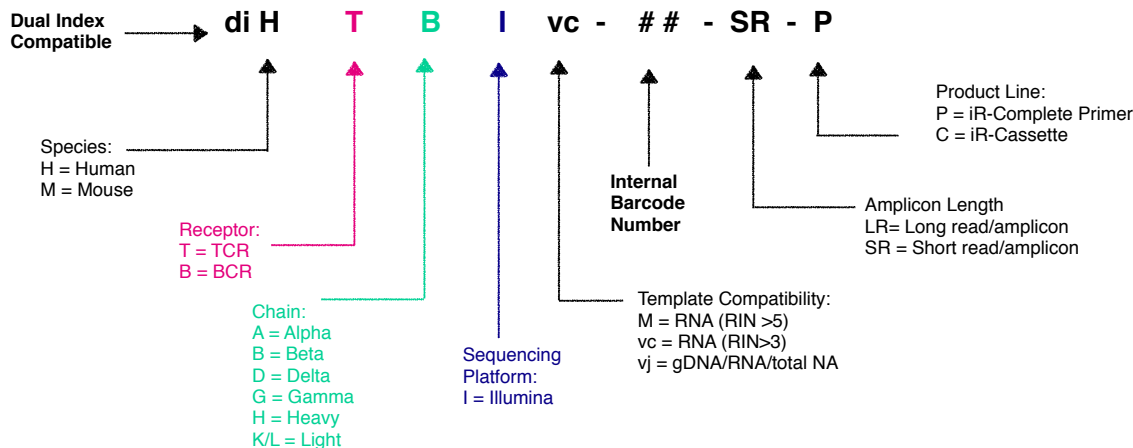 Dual Index
Compatible
di H T B I vc - ## - SR - P
Product Line:
P = iR-Complete Primer
C = iR-Cassette
Species:
H = Human
M = Mouse
Internal
Barcode
Number
Amplicon Length
LR= Long read/amplicon
SR = Short read/amplicon
Receptor:
T = TCR
B = BCR
Template Compatibility:
M = RNA (RIN >5)
vc = RNA (RIN>3)
vj = gDNA/RNA/total NA
Chain:
A = Alpha
B = Beta
D = Delta
G = Gamma
H = Heavy
K/L = Light
Sequencing
Platform:
I = Illumina